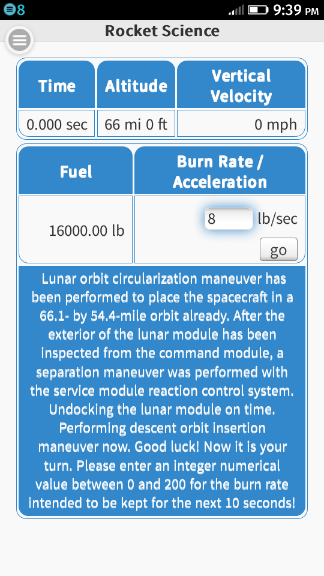 8
9:39 PM
Rocket Science
Time
Altitude
Vertical
Velocity
0.000 sec
66 mi 0 ft
0 mph
Fuel
Burn Rate /
Acceleration
16000.00 lb
8
lb/sec
go
Lunar orbit circularization maneuver has
been performed to place the spacecraft in a
66.1- by 54.4-mile orbit already. After the
exterior of the lunar module has been
inspected from the command module, a
separation maneuver was performed with
the service module reaction control system.
Undocking the lunar module on time.
Performing descent orbit insertion
maneuver now. Good luck! Now it is your
turn. Please enter an integer numerical
value between 0 and 200 for the burn rate
intended to be kept for the next 10 seconds!